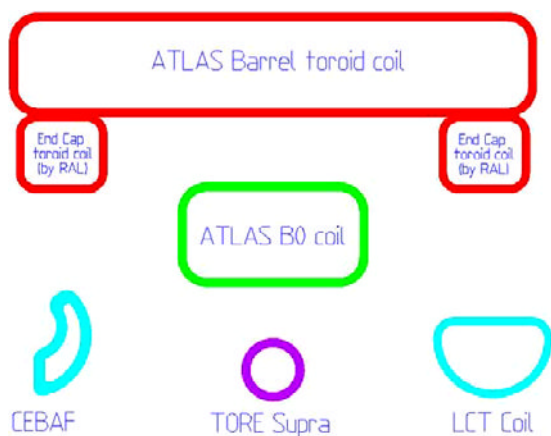 ATLAS Barrel toroid coil
End Cap
toroid coil
(by RAL)
End Cap
toroid coil
(by RAL)
ATLAS B0 coil
CEBAF
TORE Supra
LCT Coil